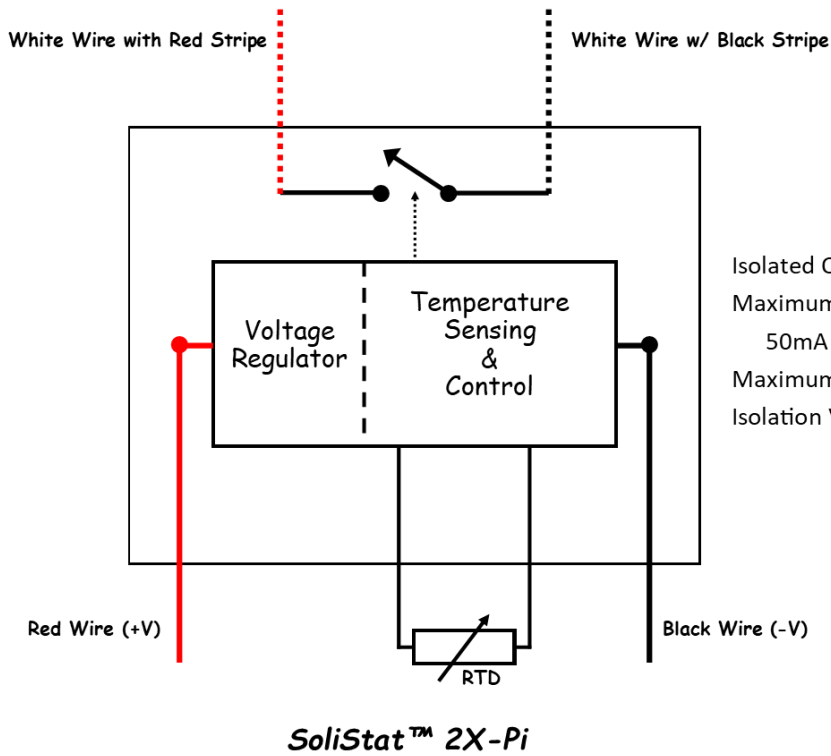 White Wire with Red Stripe
White Wire w/ Black Stripe
Isolated
Maximum
50mA
Maximum
Isolation
Voltage
Regulator
Temperature
Sensing
&
Control
Red Wire (+V)
Black Wire (-V)
RTD
SoliStat™ 2X-Pi